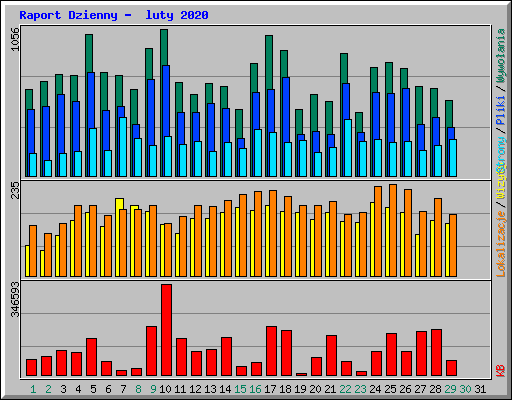 Raport Dzienny - luty 2020
1056
Wywolania / Pliki / Strony
235
Lokalizacje / Wizyt
346593
KB
1 2 3 4 5 6 7 8 9 10 11 12 13 14 15 16 17 18 19 20 21 22 23 24 25 26 27 28 29 30 31